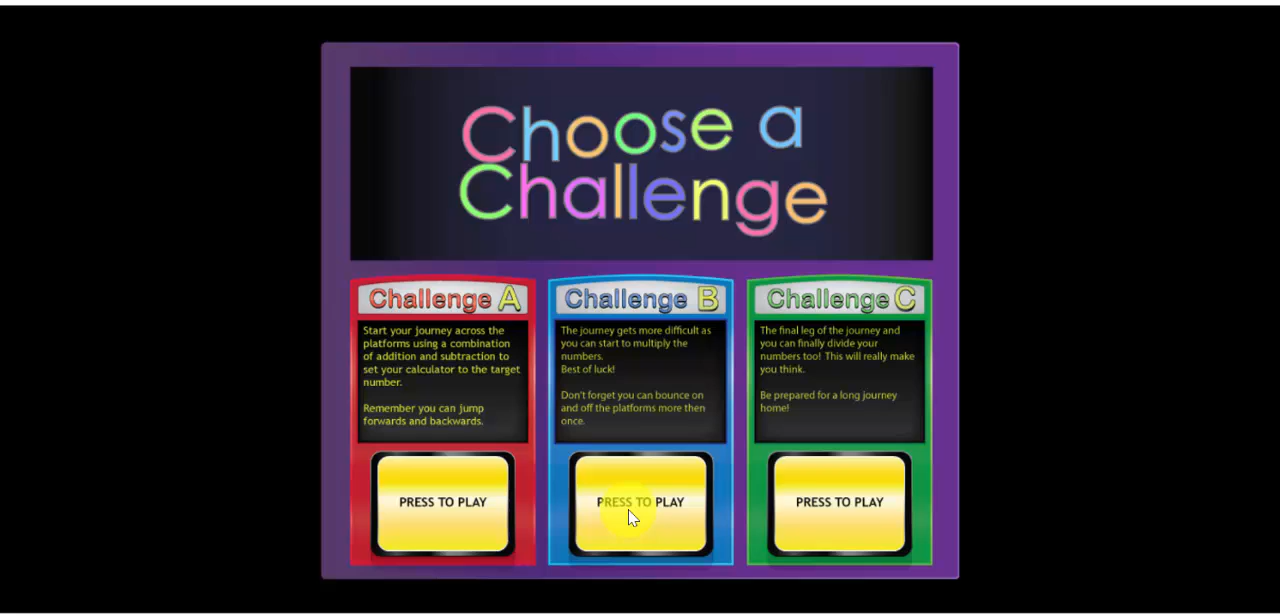 Choose a
Challenge
Challenge A
Start your journey across the
platforms using a combination
of addition and subtraction to
set your calculator to the target
number.
Remember you can jump
forwards and backwards.
PRESS TO PLAY
Challenge B
The journey gets more difficult as
you can start to multiply the
numbers.
Best of luck!
Don't forget you can bounce on
and off the platforms more then
once.
PRESS TO PLAY
Challenge C
The final leg of the journey and
you can finally divide your
numbers too! This will really make
you think.
Be prepared for a long journey
home!
PRESS TO PLAY